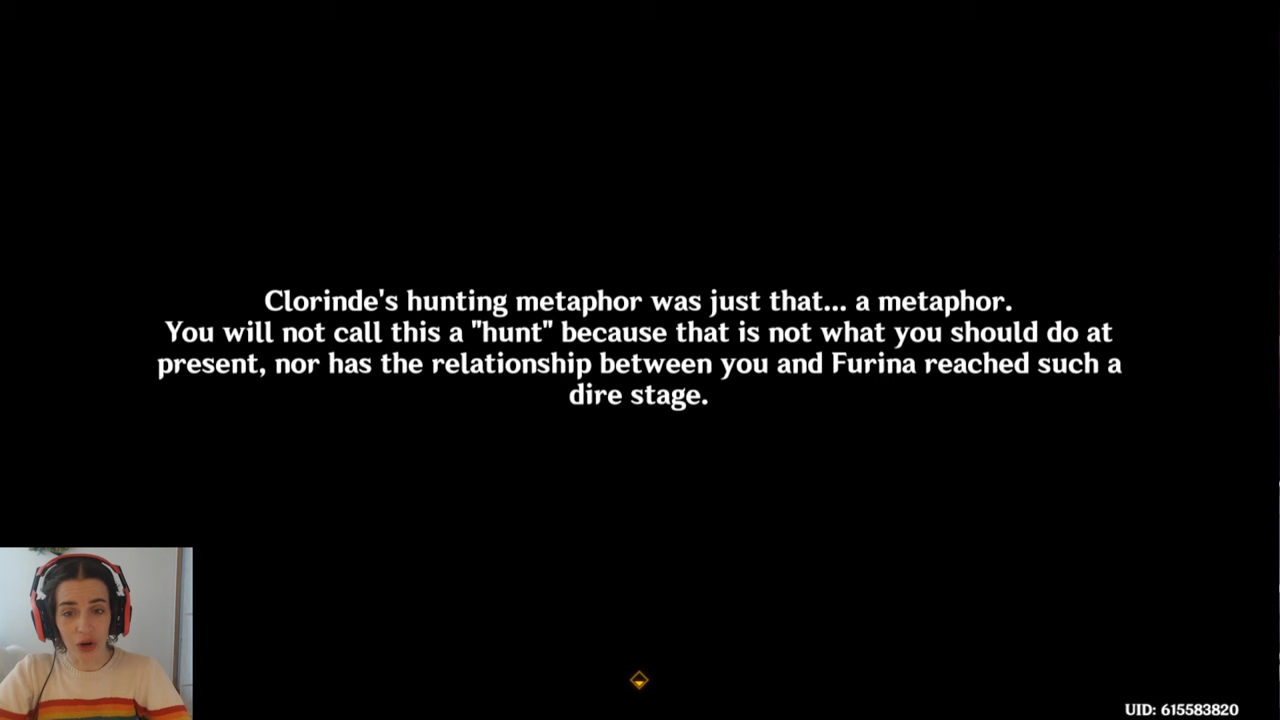 Clorinde's hunting metaphor was just that... a metaphor.
You will not call this a "hunt" because that is not what you should do at
present, nor has the relationship between you and Furina reached such a
dire stage.
UID: 615583820